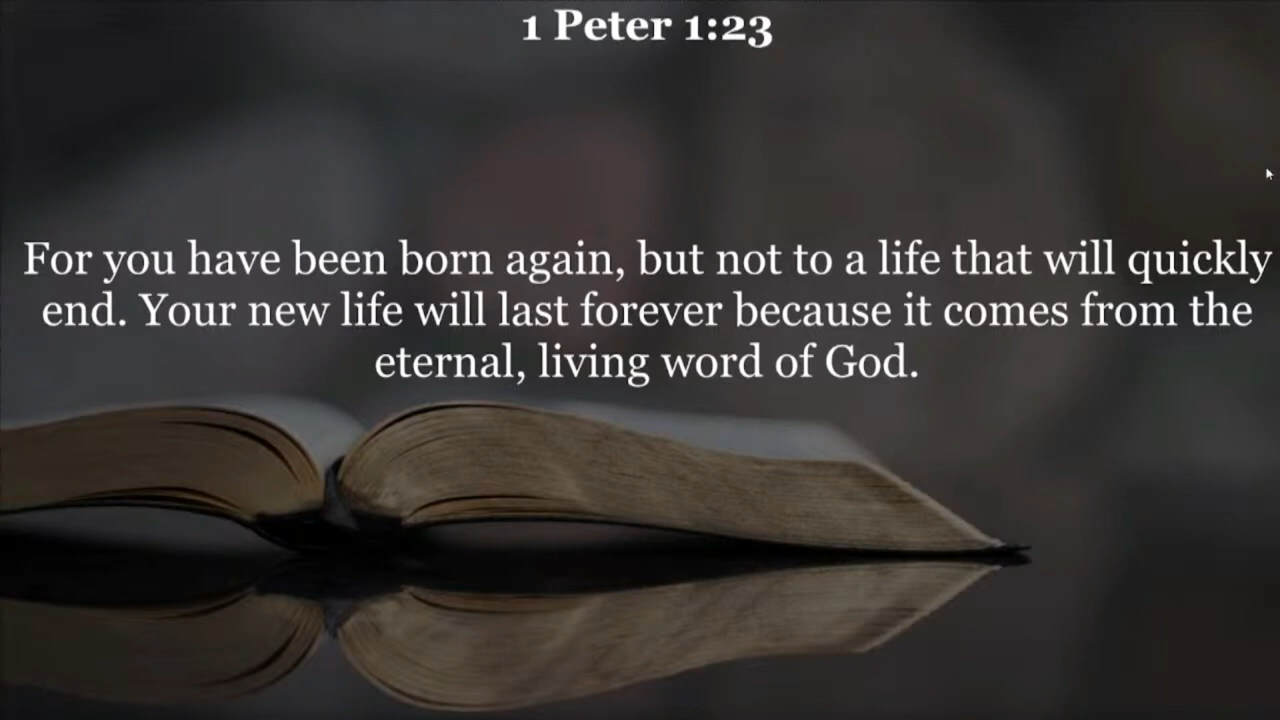 1 Peter 1:23
For you have been born again, but not to a life that will quickly
end. Your new life will last forever because it comes from the
eternal, living word of God.